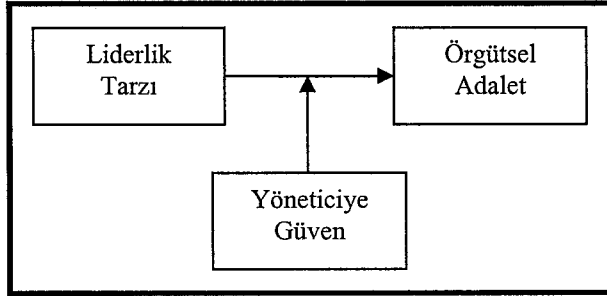 Liderlik
Tarzı
Örgütsel
Adalet
Yöneticiye
Güven